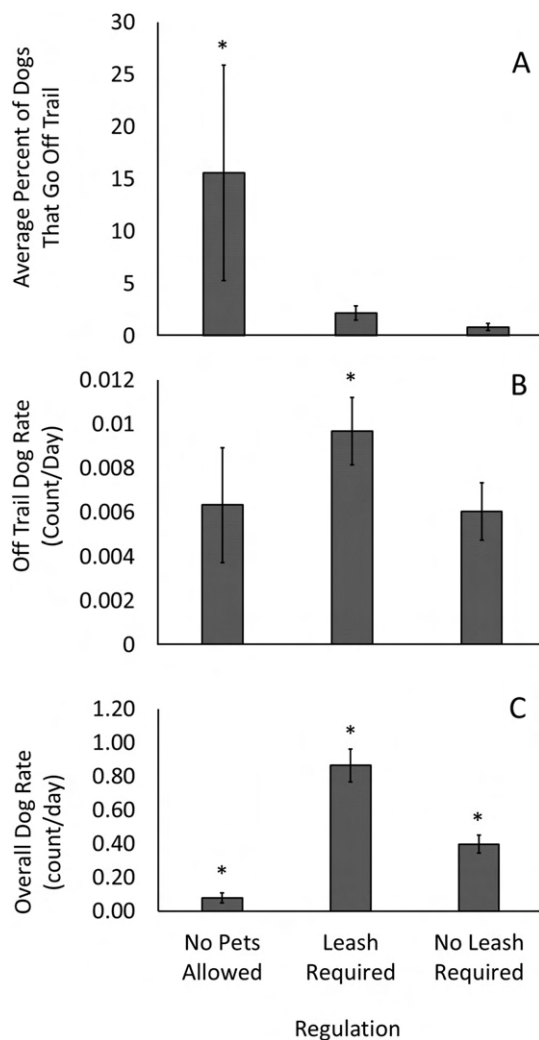 Average Percent of Dogs
That Go Off Trail
30
25
20
15
10
5
0
*
A
Off Trail Dog Rate
(Count/Day)
0.012
0.01
0.008
0.006
0.004
0.002
0
*
B
Overall Dog Rate
(count/day)
1.20
1.00
0.80
0.60
0.40
0.20
0.00
*
*
*
C
No Pets
Allowed
Leash
Required
No Leash
Required
Regulation